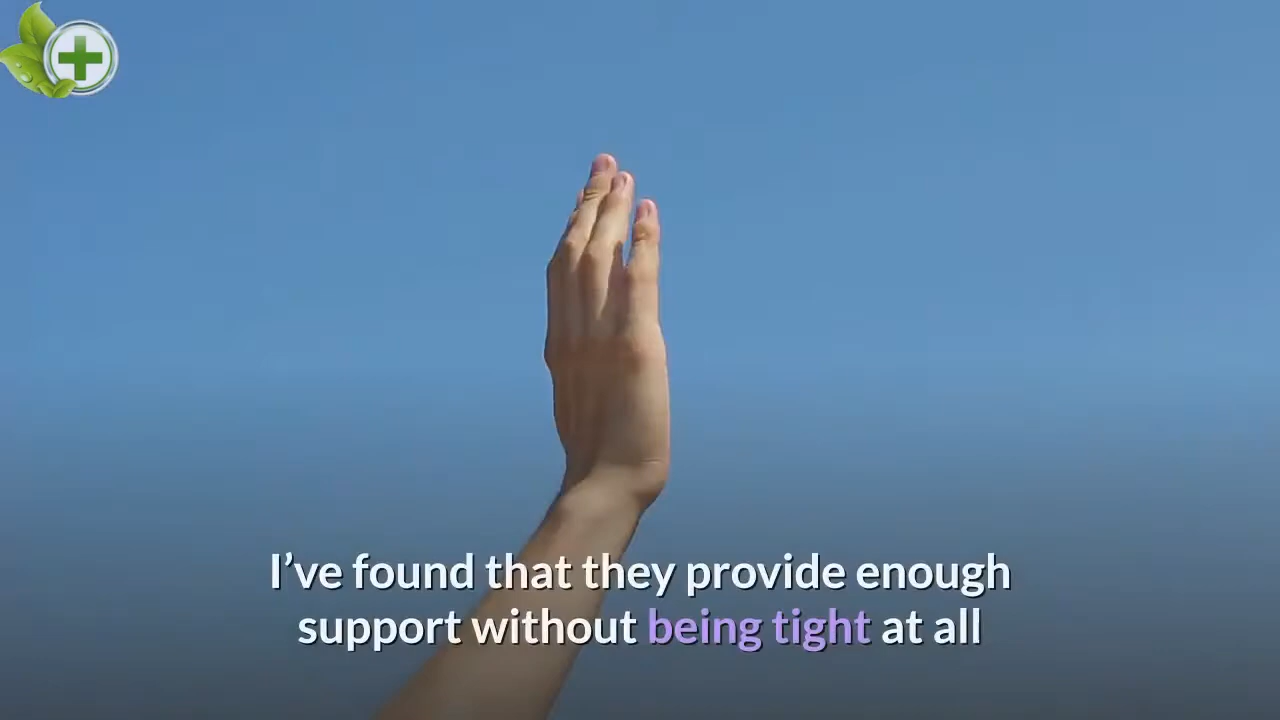 I’ve found that they provide enough
support without being tight at all